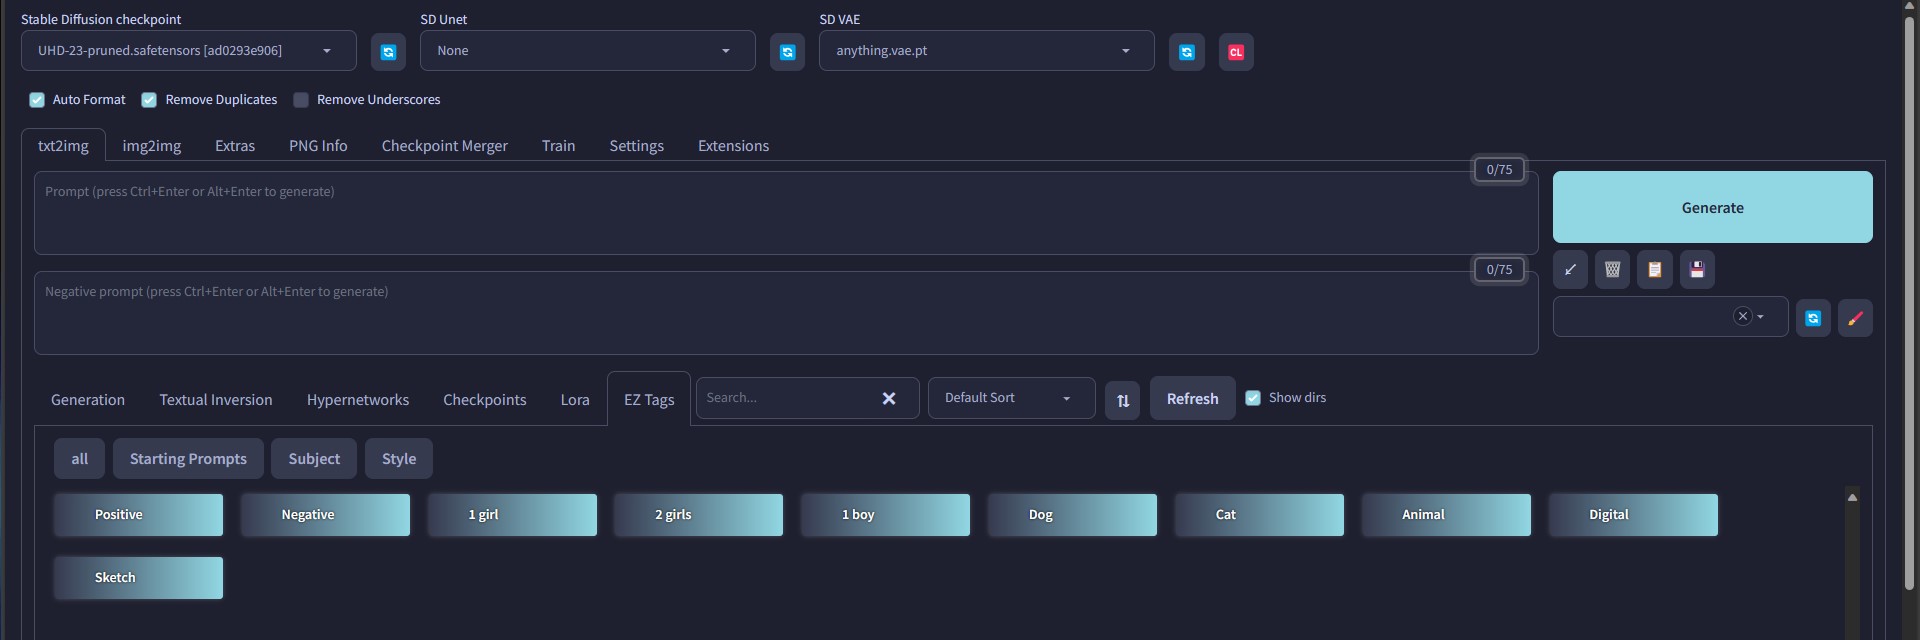 Stable Diffusion checkpoint SD Unet SD VAE
UHD-23-pruned.safetensors [ad0293e906] None anything.vae.pt CL
Auto Format Remove Duplicates Remove Underscores
txt2img img2img Extras PNG Info Checkpoint Merger Train Settings Extensions
0/75
Prompt (press Ctrl+Enter or Alt+Enter to generate)
Generate
0/75
Negative prompt (press Ctrl+Enter or Alt+Enter to generate)
Generation Textual Inversion Hypernetworks Checkpoints Lora EZ Tags Search... Default Sort Refresh Show dirs
all Starting Prompts Subject Style
Positive Negative 1 girl 2 girls 1 boy Dog Cat Animal Digital
Sketch